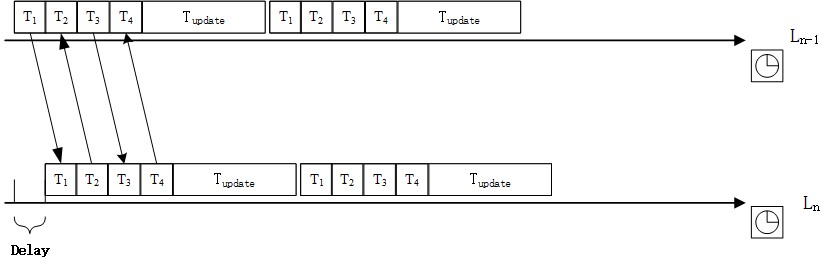 T1 T2 T3 T4 Tupdate T1 T2 T3 T4 Tupdate
Ln-1
T1 T2 T3 T4 Tupdate T1 T2 T3 T4 Tupdate
Ln
Delay